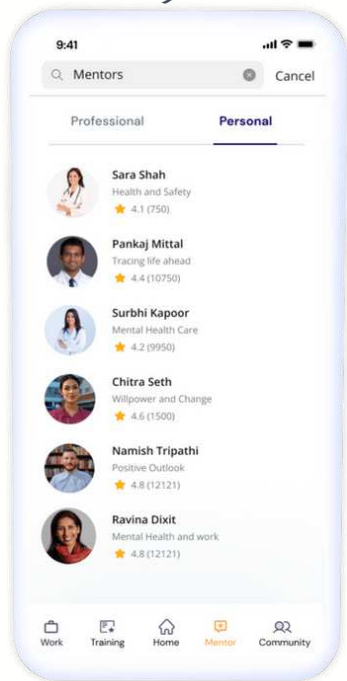 9:41
Mentors
Cancel
Professional Personal
Sara Shah
Health and Safety
4.1 (750)
Pankaj Mittal
Tracing life ahead
4.4 (10750)
Surbhi Kapoor
Mental Health Care
4.2 (9950)
Chitra Seth
Willpower and Change
4.6 (1500)
Namish Tripathi
Positive Outlook
4.8 (12121)
Ravina Dixit
Mental Health and work
4.8 (12121)
Work Training Home Mentor Community